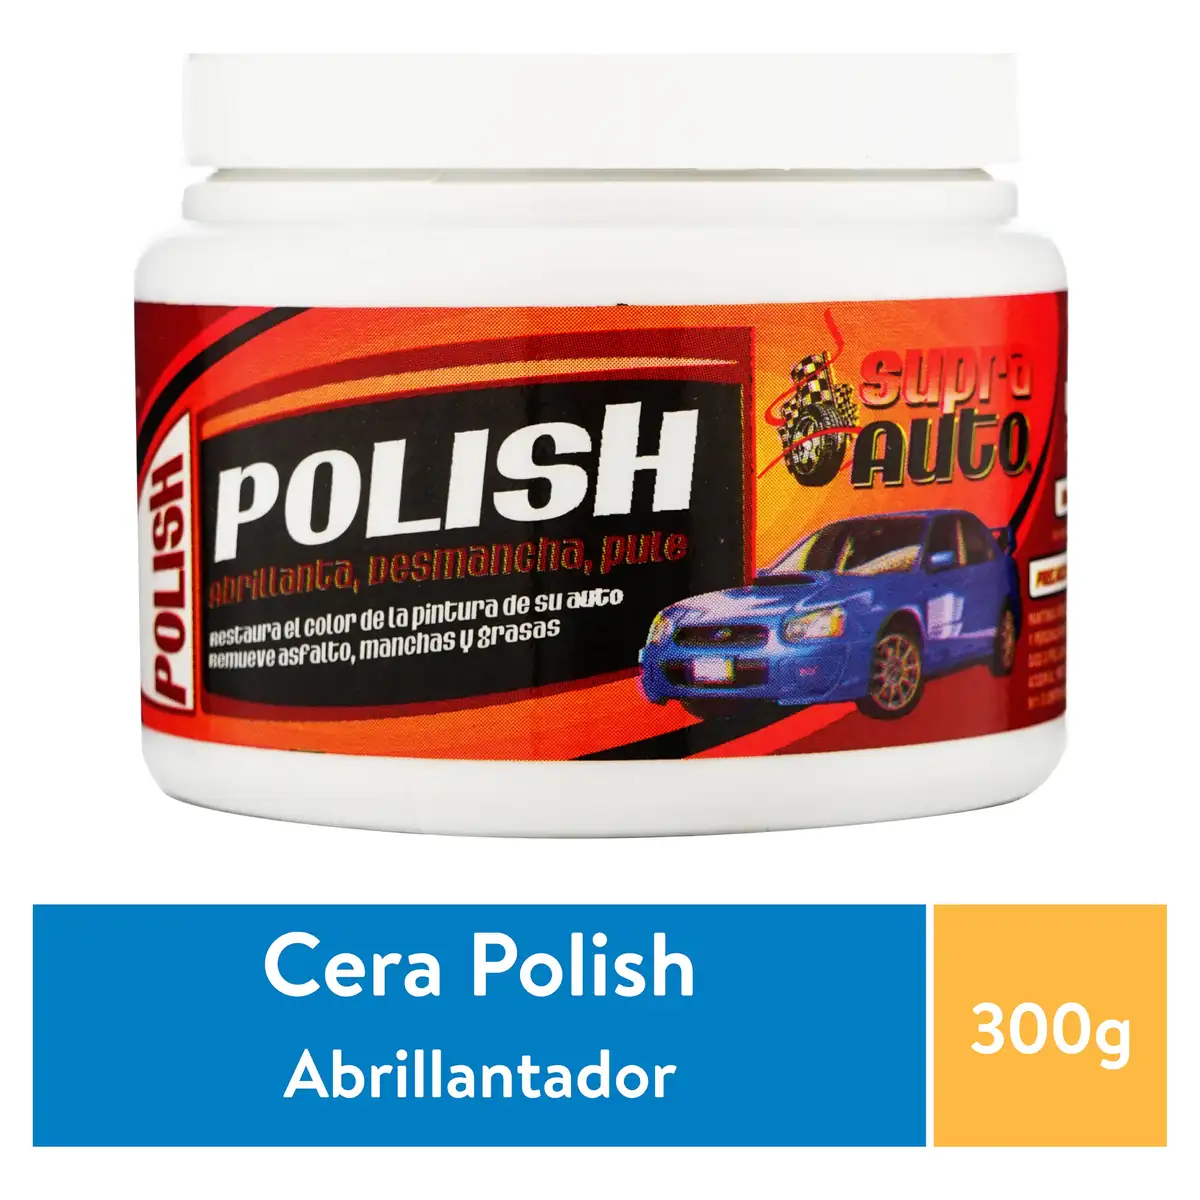 supra
Auto
POLISH
POLISH
Abrillanta, Desmancha, pule
Restaura el color de la pintura de su auto
Remueve asfalto, manchas y grasas
Cera Polish
Abrillantador
300g